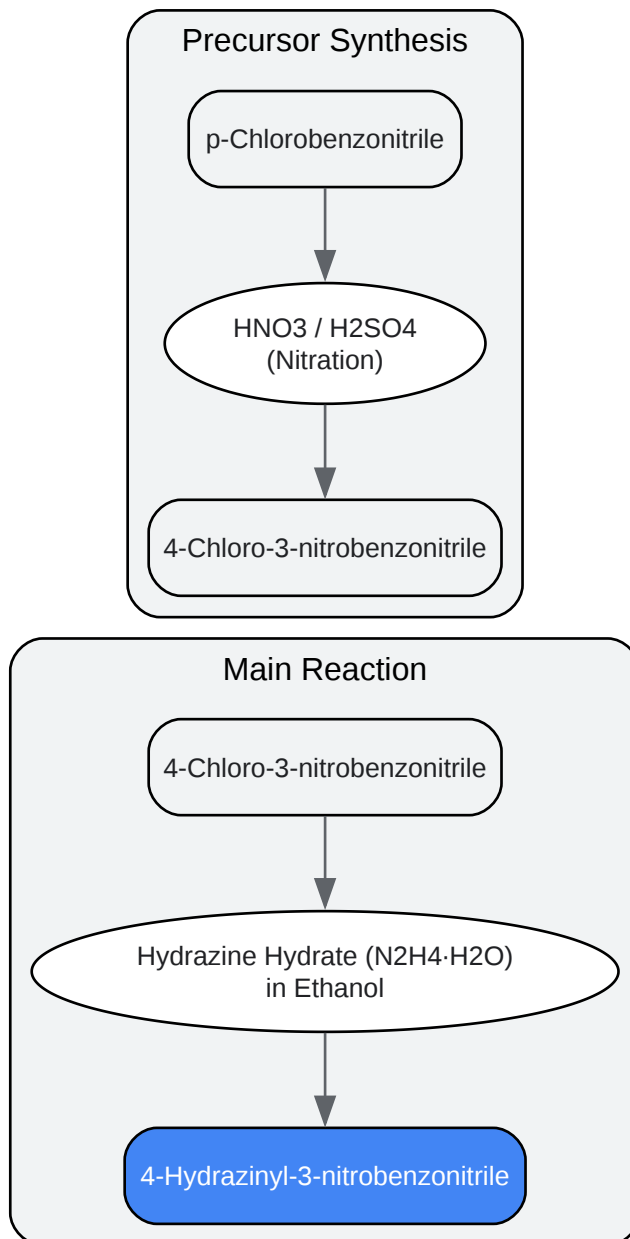 Precursor Synthesis
p-Chlorobenzonitrile
HNO3 / H2SO4
(Nitration)
4-Chloro-3-nitrobenzonitrile
Main Reaction
4-Chloro-3-nitrobenzonitrile
Hydrazine Hydrate (N2H4·H2O)
in Ethanol
4-Hydrazinyl-3-nitrobenzonitrile